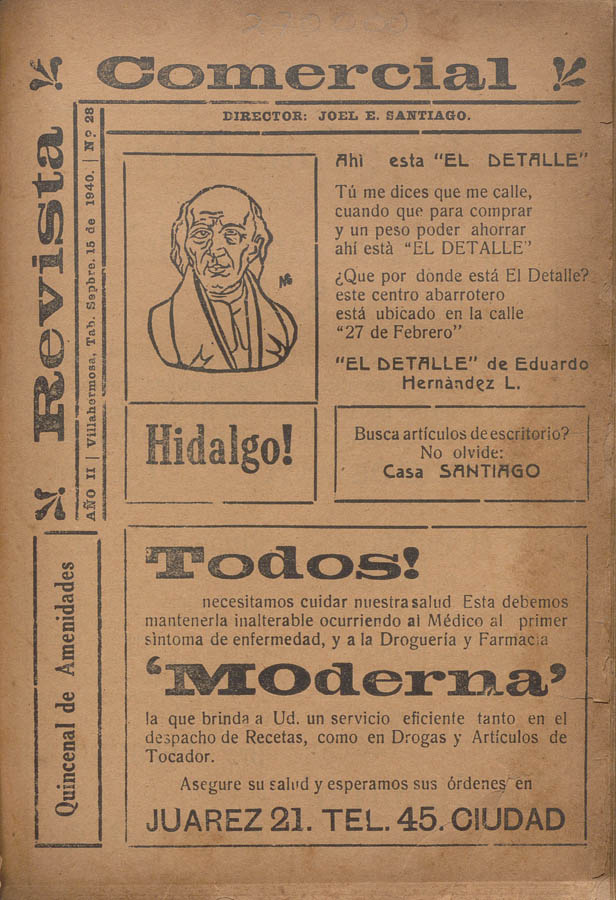 Comercial
Revista
DIRECTOR: JOEL E. SANTIAGO.
AÑO II | Villahermosa, Tab. Sepbre. 15 de 1940. | Nº 28
Ahi esta "EL DETALLE"
Tú me dices que me calle,
cuando que para comprar
y un peso poder ahorrar
ahí està "EL DETALLE"
¿Que por donde está El Detalle?
este centro abarrotero
está ubicado en la calle
"27 de Febrero"
"EL DETALLE" de Eduardo
Hernàndez L.
Hidalgo!
Busca artículos de escritorio?
No olvide:
Casa SANTIAGO
Quincenal de Amenidades
Todos!
necesitamos cuidar nuestra salud Esta debemos
mantenerla inalterable ocurriendo al Médico al primer
sìntoma de enfermedad, y a la Droguería y Farmacia
'MOderna'
la que brinda a Ud. un servicio eficiente tanto en el
despacho de Recetas, como en Drogas y Artículos de
Tocador.
Asegure su salud y esperamos sus órdenes en
JUAREZ 21. TEL. 45. CIUDAD